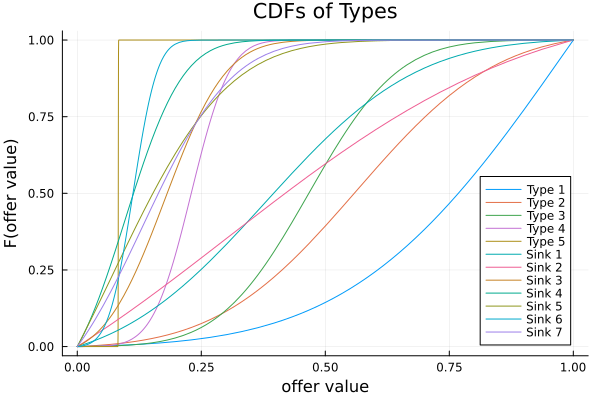 CDFs of Types
F(offer value)
1.00
0.75
0.50
0.25
0.00
0.00 0.25 0.50 0.75 1.00
offer value
Type 1
Type 2
Type 3
Type 4
Type 5
Sink 1
Sink 2
Sink 3
Sink 4
Sink 5
Sink 6
Sink 7